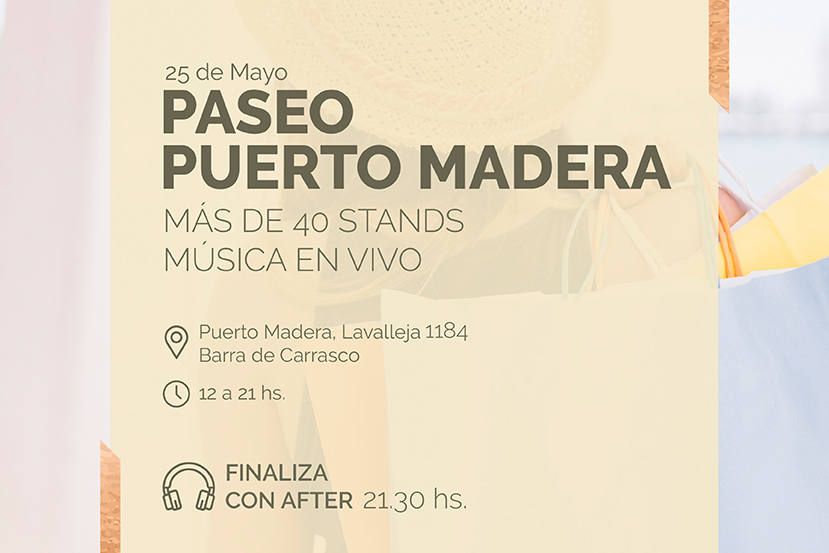 25 de Mayo
PASEO
PUERTO MADERA
MÁS DE 40 STANDS
MÚSICA EN VIVO
Puerto Madera, Lavalleja 1184
Barra de Carrasco
12 a 21 hs.
FINALIZA
CON AFTER 21.30 hs.